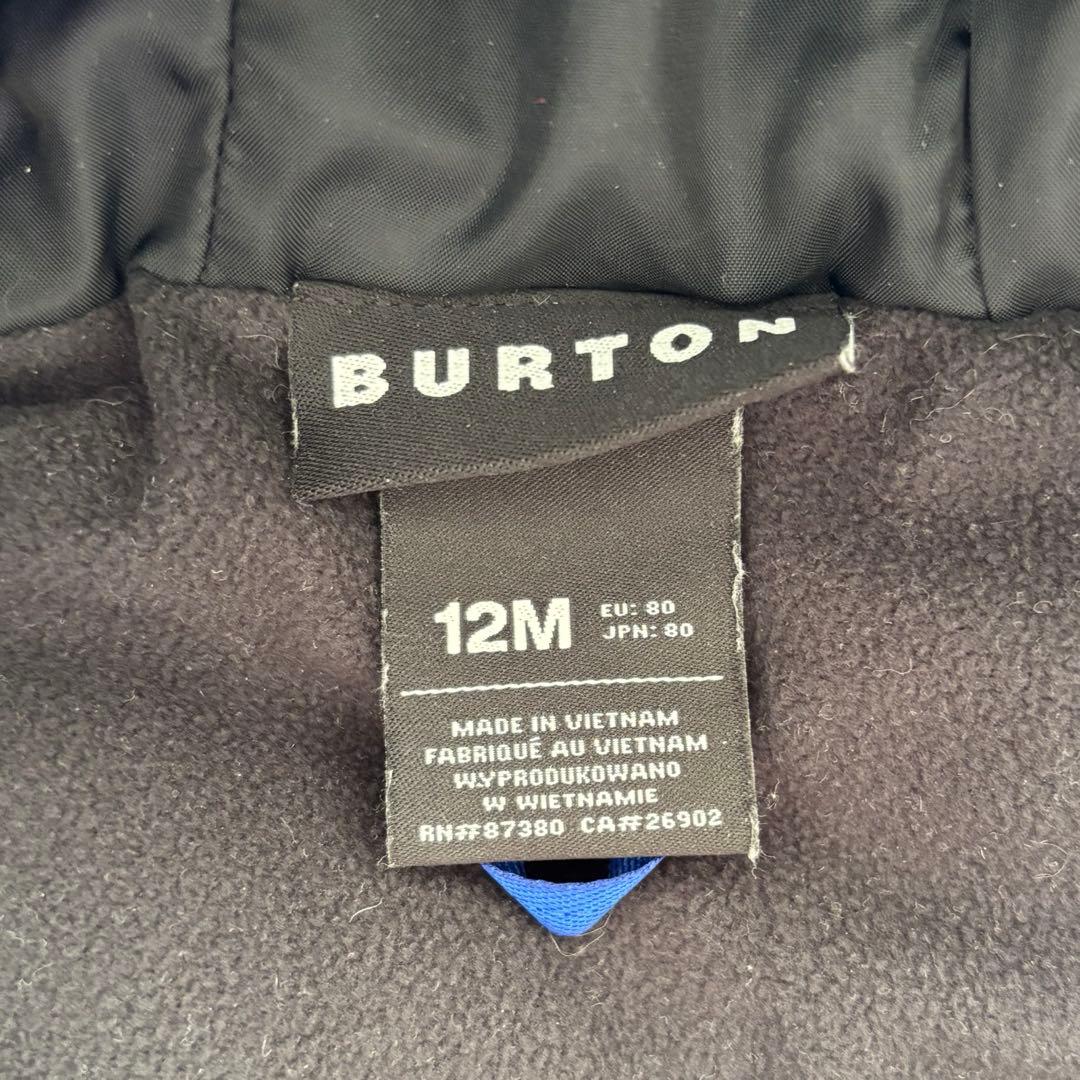 BURTON
12M
EU: 80
JPN: 80
MADE IN VIETNAM
FABRIQUÉ AU VIETNAM
WYPRODUKOWANO
W WIETNAMIE
RN#87380 CA#26902